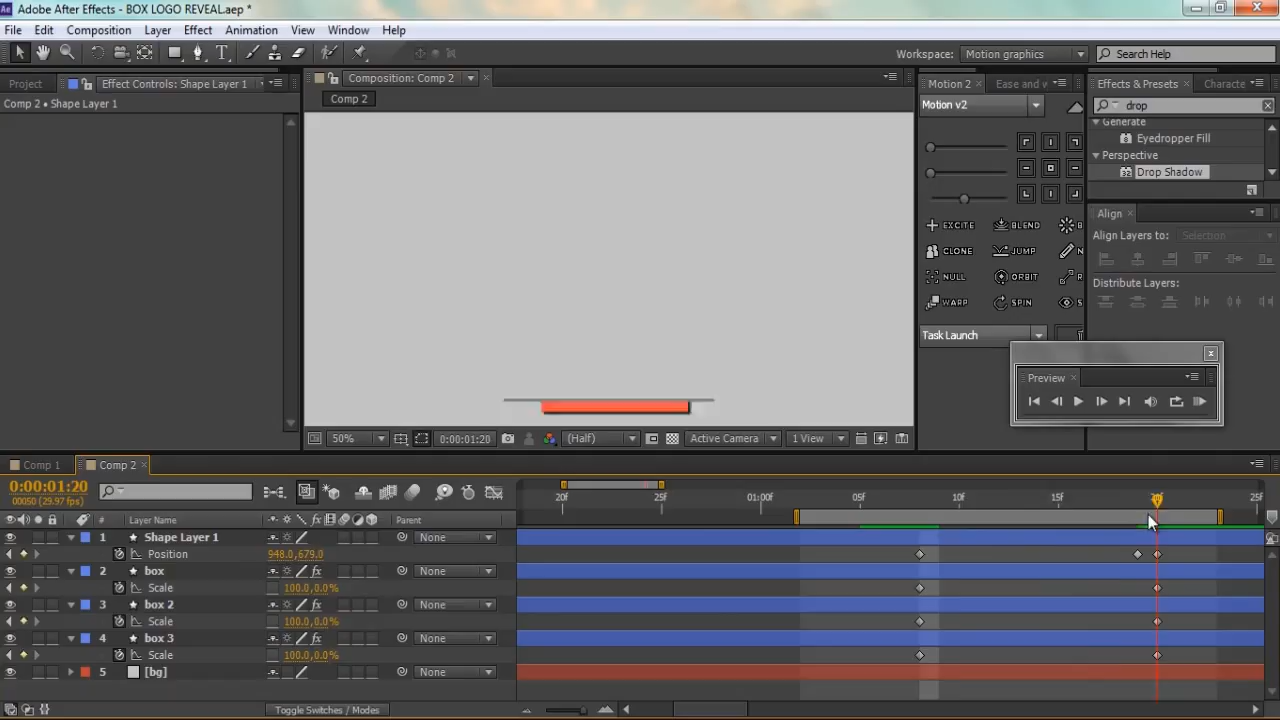 Adobe After Effects - BOX LOGO REVEAL.aep *
File Edit Composition Layer Effect Animation View Window Help
Workspace: Motion graphics Search Help
Project Effect Controls: Shape Layer 1 Composition: Comp 2 Motion 2 Ease and Effects & Presets Characte
Comp 2 • Shape Layer 1
Comp 2
Motion v2
drop
Generate
Eyedropper Fill
Perspective
Drop Shadow
Align
EXCITE BLEND
Align Layers to: Selection
CLONE JUMP N
NULL ORBIT R
Distribute Layers:
WARP SPIN S
Task Launch
Preview
50% 0:00:01:20 (Half) Active Camera 1 View
Comp 1 Comp 2
0:00:01:20
00050 (29.97 fps)
20f 25f 01:00f 05f 10f 15f 25f
# Layer Name Parent
1 Shape Layer 1 None
Position 948.0,679.0
2 box None
Scale 100.0,0.0%
3 box 2 None
Scale 100.0,0.0%
4 box 3 None
Scale 100.0,0.0%
5 [bg] None
Toggle Switches / Modes